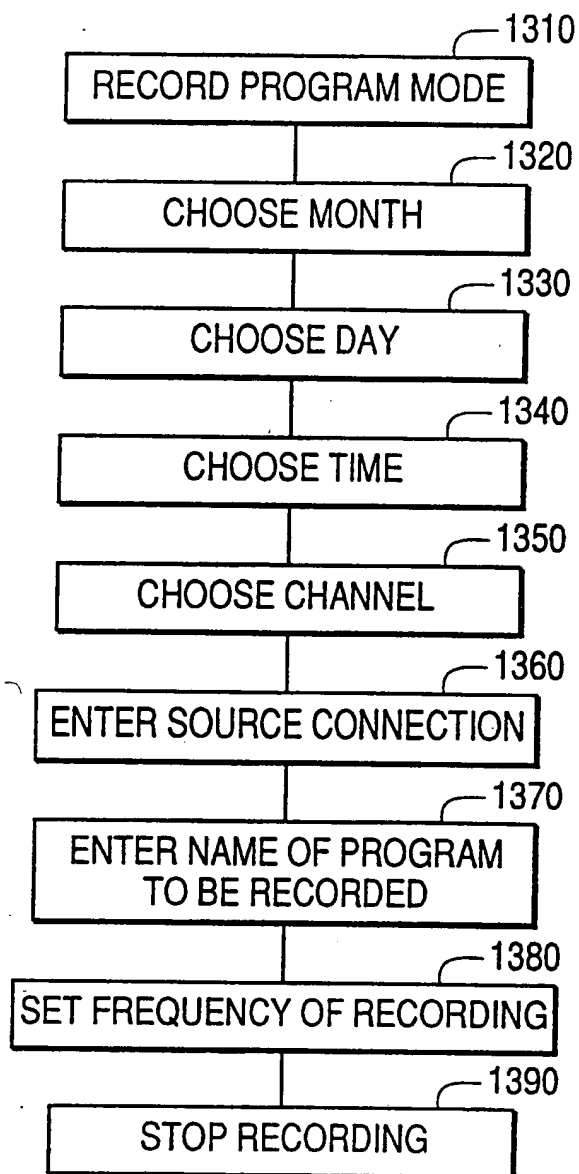 1310
RECORD PROGRAM MODE
1320
CHOOSE MONTH
1330
CHOOSE DAY
1340
CHOOSE TIME
1350
CHOOSE CHANNEL
1360
ENTER SOURCE CONNECTION
1370
ENTER NAME OF PROGRAM
TO BE RECORDED
1380
SET FREQUENCY OF RECORDING
1390
STOP RECORDING